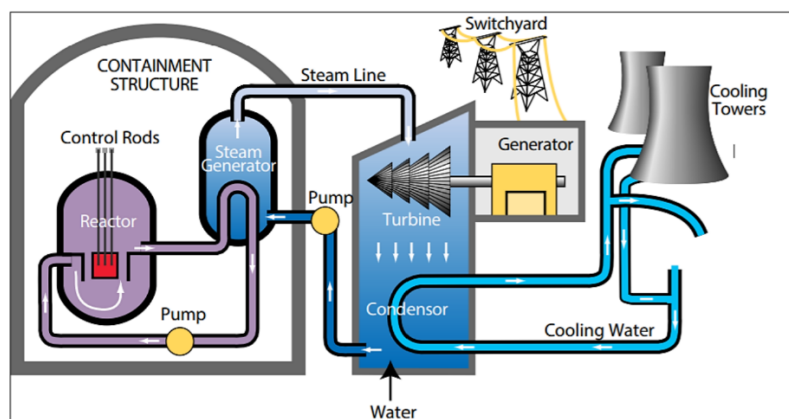 Switchyard
CONTAINMENT
STRUCTURE
Steam Line
Cooling
Towers
Control Rods
Steam
Generator
Generator
Pump
Reactor
Turbine
Condensor
Pump
Cooling Water
Water